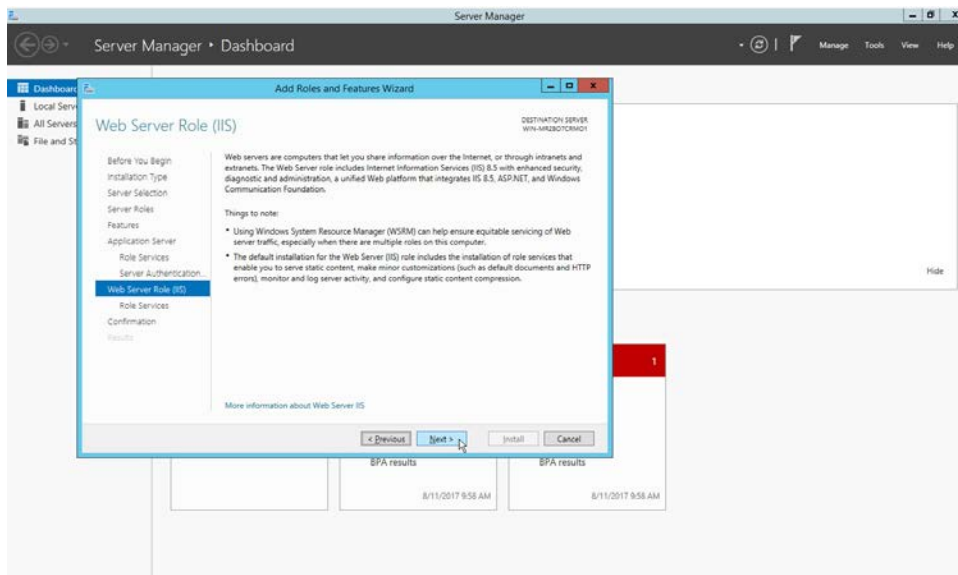 Server Manager
Server Manager • Dashboard
Manage Tools View Help
Dashboard
Local Serv
All Servers
File and St
Add Roles and Features Wizard
Web Server Role (IIS)
DESTINATION SERVER
Before You Begin
Installation Type
Server Selection
Server Roles
Features
Application Server
Role Services
Server Authentication...
Web Server Role (IIS)
Role Services
Confirmation
Results
Web servers are computers that let you share information over the Internet, or through intranets and
extranets. The Web Server role includes Internet Information Services (IIS) 8.5 with enhanced security,
diagnostic and administration, a unified Web platform that integrates IIS 8.5, ASP.NET, and Windows
Communication Foundation.
Things to note:
• Using Windows System Resource Manager (WSRM) can help ensure equitable servicing of Web
server traffic, especially when there are multiple roles on this computer.
• The default installation for the Web Server (IIS) role includes the installation of role services that
enable you to serve static content, make minor customizations (such as default documents and HTTP
errors), monitor and log server activity, and configure static content compression.
More information about Web Server IIS
< Previous Next > Install Cancel
Hide
1
BPA results BPA results
8/11/2017 9:58 AM 8/11/2017 9:58 AM